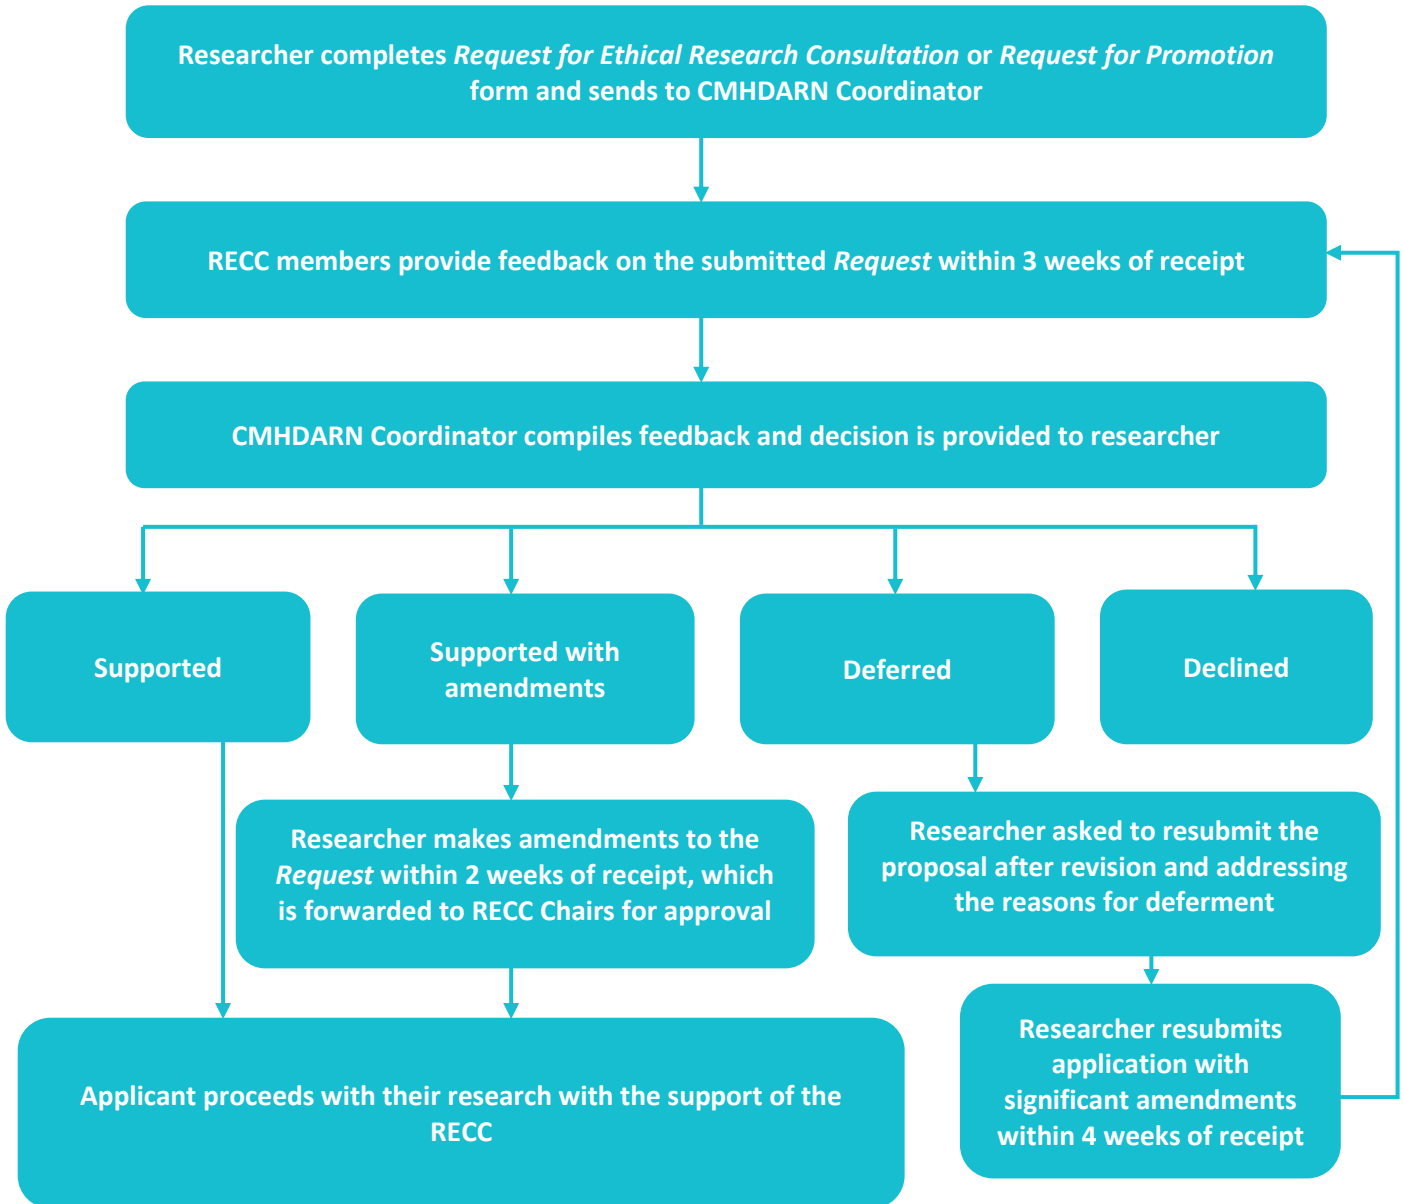 Researcher completes Request for Ethical Research Consultation or Request for Promotion
form and sends to CMHDARN Coordinator
RECC members provide feedback on the submitted Request within 3 weeks of receipt
CMHDARN Coordinator compiles feedback and decision is provided to researcher
Supported
Supported with
amendments
Deferred
Declined
Researcher makes amendments to the
Request within 2 weeks of receipt, which
is forwarded to RECC Chairs for approval
Researcher asked to resubmit the
proposal after revision and addressing
the reasons for deferment
Applicant proceeds with their research with the support of the
RECC
Researcher resubmits
application with
significant amendments
within 4 weeks of receipt